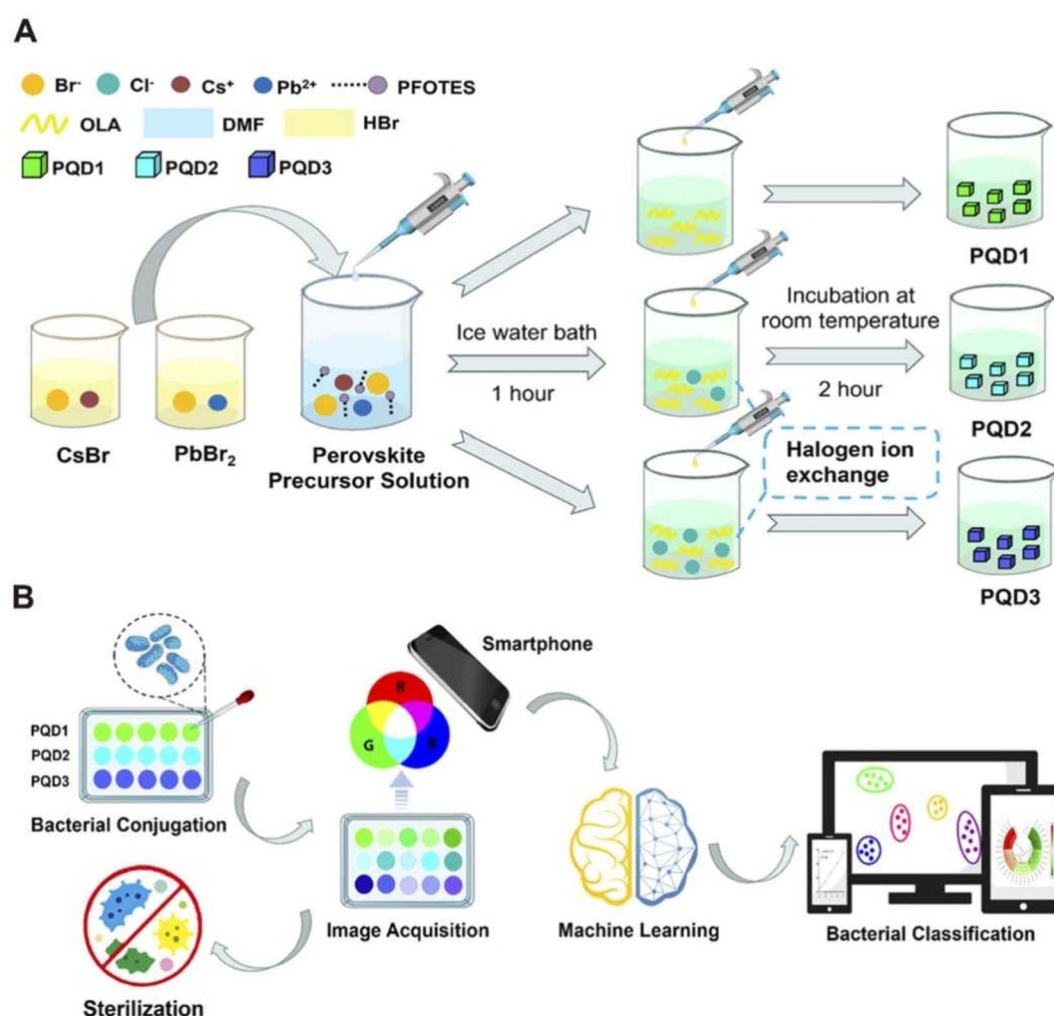 A
Br⁻ Cl⁻ Cs⁺ Pb²⁺ PFOTES
OLA DMF HBr
PQD1 PQD2 PQD3
CsBr
PbBr₂
Perovskite
Precursor Solution
Ice water bath
1 hour
Incubation at
room temperature
2 hour
Halogen ion
exchange
PQD1
PQD2
PQD3
B
PQD1
PQD2
PQD3
Bacterial Conjugation
R
G
B
Smartphone
Image Acquisition
Sterilization
Machine Learning
Bacterial Classification